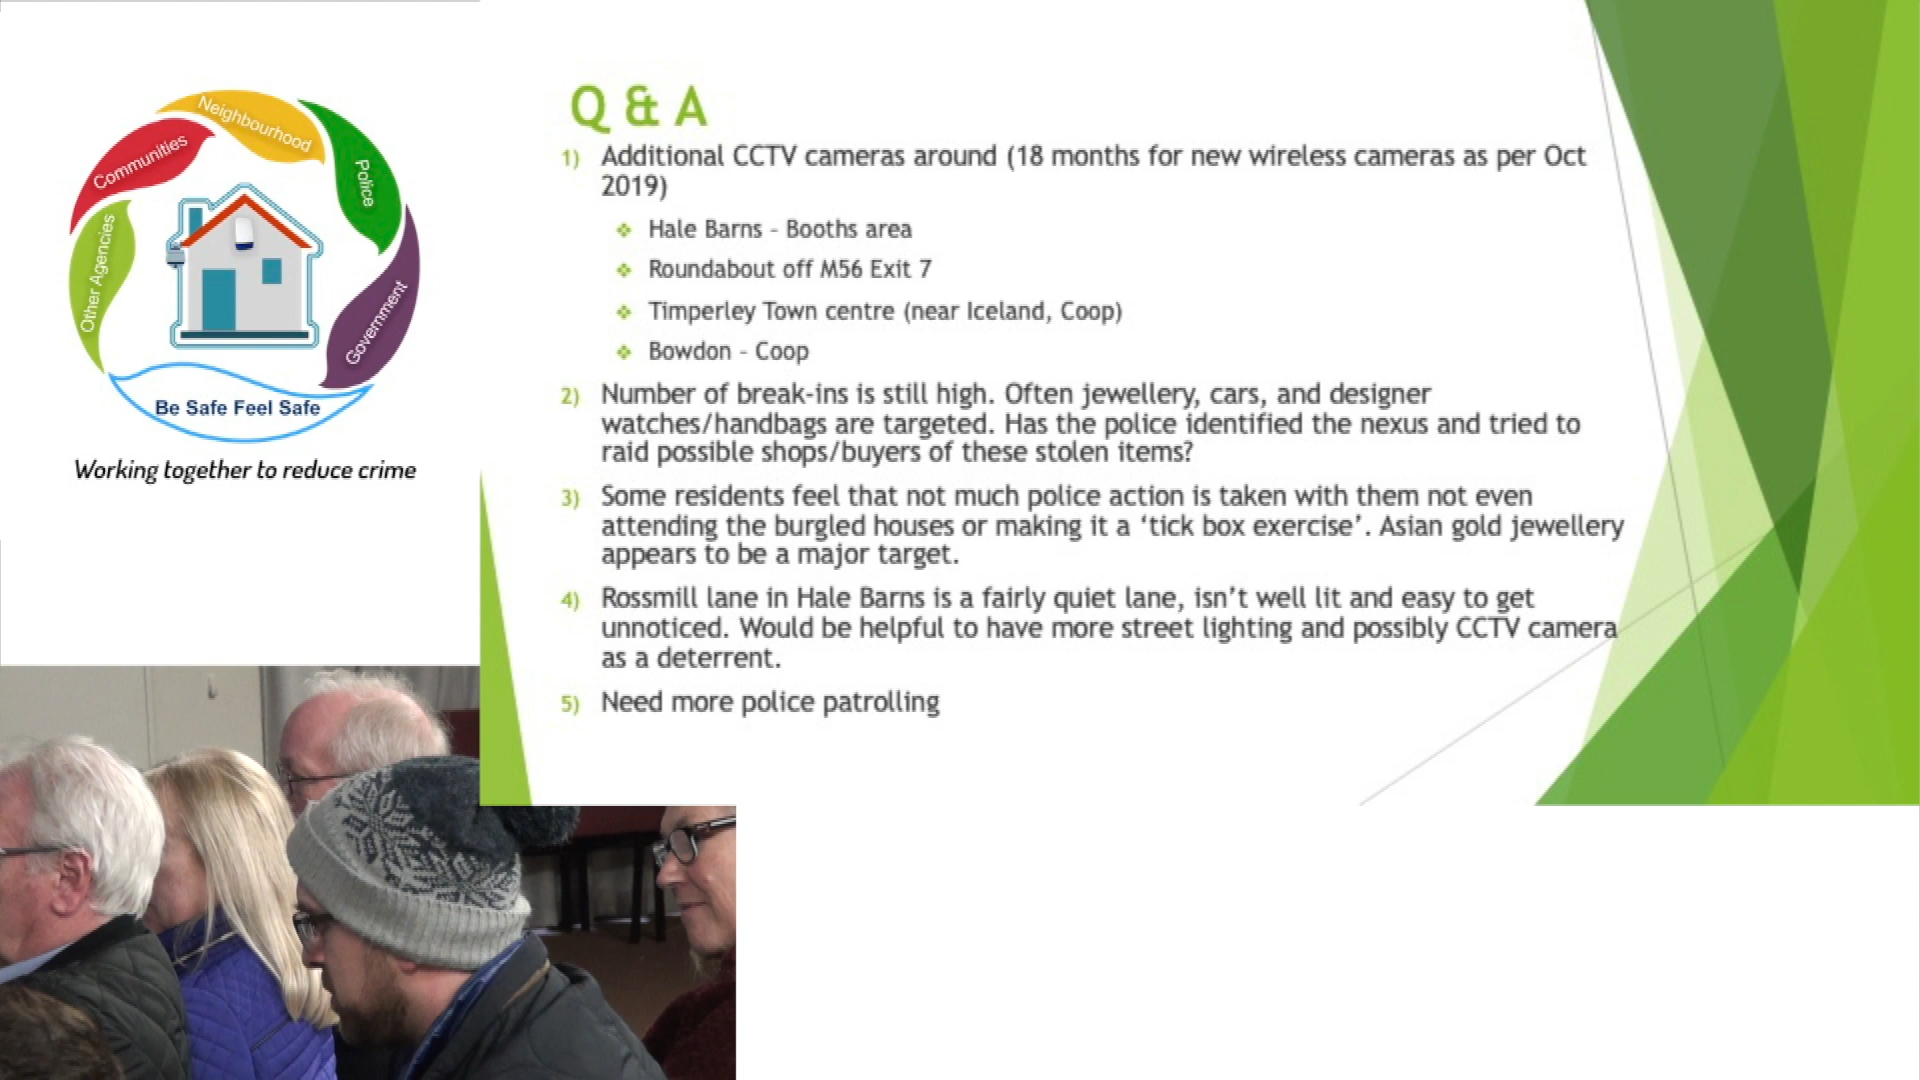 Neighbourhood
Communities
Police
Other Agencies
Government
Be Safe Feel Safe
Working together to reduce crime
Q & A
1) Additional CCTV cameras around (18 months for new wireless cameras as per Oct
2019)
❖ Hale Barns - Booths area
❖ Roundabout off M56 Exit 7
❖ Timperley Town centre (near Iceland, Coop)
❖ Bowdon - Coop
2) Number of break-ins is still high. Often jewellery, cars, and designer
watches/handbags are targeted. Has the police identified the nexus and tried to
raid possible shops/buyers of these stolen items?
3) Some residents feel that not much police action is taken with them not even
attending the burgled houses or making it a ‘tick box exercise’. Asian gold jewellery
appears to be a major target.
4) Rossmill lane in Hale Barns is a fairly quiet lane, isn’t well lit and easy to get
unnoticed. Would be helpful to have more street lighting and possibly CCTV camera
as a deterrent.
5) Need more police patrolling